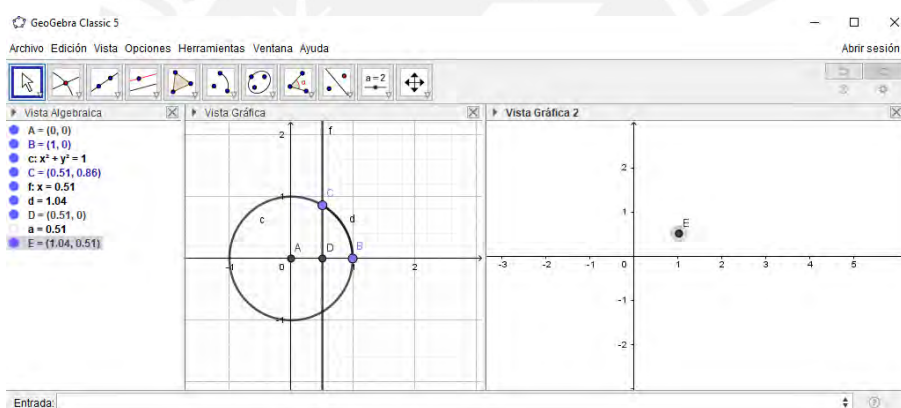 GeoGebra Classic 5
Archivo Edición Vista Opciones Herramientas Ventana Ayuda
Abrir sesión
a = 2
Vista Algebraica
A = (0, 0)
B = (1, 0)
c: x² + y² = 1
C = (0.51, 0.86)
f: x = 0.51
d = 1.04
D = (0.51, 0)
a = 0.51
E = (1.04, 0.51)
Vista Gráfica
2
f
1
C
c
d
A
D
B
-1
0
1
2
-1
Vista Gráfica 2
2
1
E
-3 -2 -1 0 1 2 3 4 5
-1
-2
Entrada: